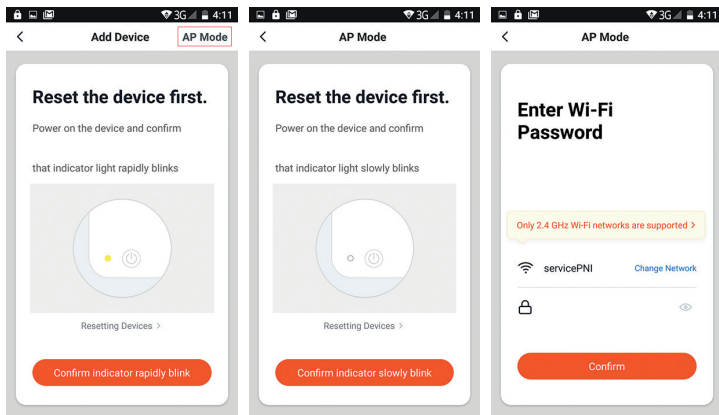 3G 4:11
Add Device AP Mode
Reset the device first.
Power on the device and confirm
that indicator light rapidly blinks
Resetting Devices >
Confirm indicator rapidly blink
3G 4:11
AP Mode
Reset the device first.
Power on the device and confirm
that indicator light slowly blinks
Resetting Devices >
Confirm indicator slowly blink
3G 4:11
AP Mode
Enter Wi-Fi
Password
Only 2.4 GHz Wi-Fi networks are supported >
servicePNI Change Network
Confirm